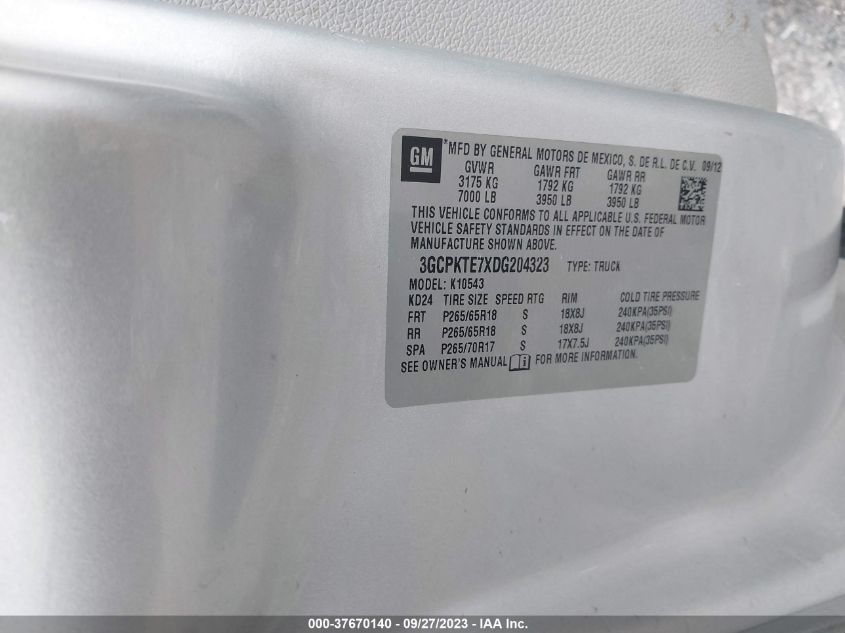 GM *MFD BY GENERAL MOTORS DE MEXICO, S. DE R.L. DE C.V. 09/12
GVWR GAWR FRT GAWR RR
3175 KG 1792 KG 1792 KG
7000 LB 3950 LB 3950 LB
THIS VEHICLE CONFORMS TO ALL APPLICABLE U.S. FEDERAL MOTOR
VEHICLE SAFETY STANDARDS IN EFFECT ON THE DATE OF
MANUFACTURE SHOWN ABOVE.
3GCPKTE7XDG204323 TYPE: TRUCK
MODEL: K10543
KD24 TIRE SIZE SPEED RTG RIM COLD TIRE PRESSURE
FRT P265/65R18 S 18X8J 240KPA(35PSI)
RR P265/65R18 S 18X8J 240KPA(35PSI)
SPA P265/70R17 S 17X7.5J 240KPA(35PSI)
SEE OWNER'S MANUAL FOR MORE INFORMATION.
000-37670140 - 09/27/2023 - IAA Inc.